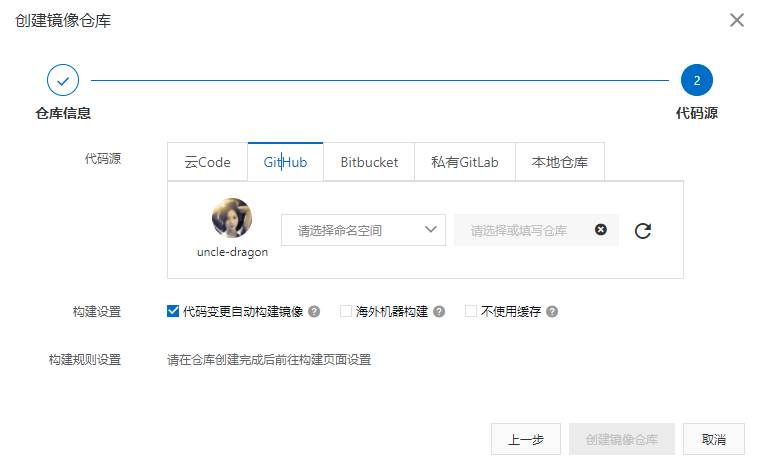 创建镜像仓库
2
仓库信息 代码源
代码源 云Code GitHub Bitbucket 私有GitLab 本地仓库
请选择命名空间 请选择或填写仓库
uncle-dragon
构建设置 代码变更自动构建镜像 ? 海外机器构建 ? 不使用缓存 ?
构建规则设置 请在仓库创建完成后前往构建页面设置
上一步 创建镜像仓库 取消